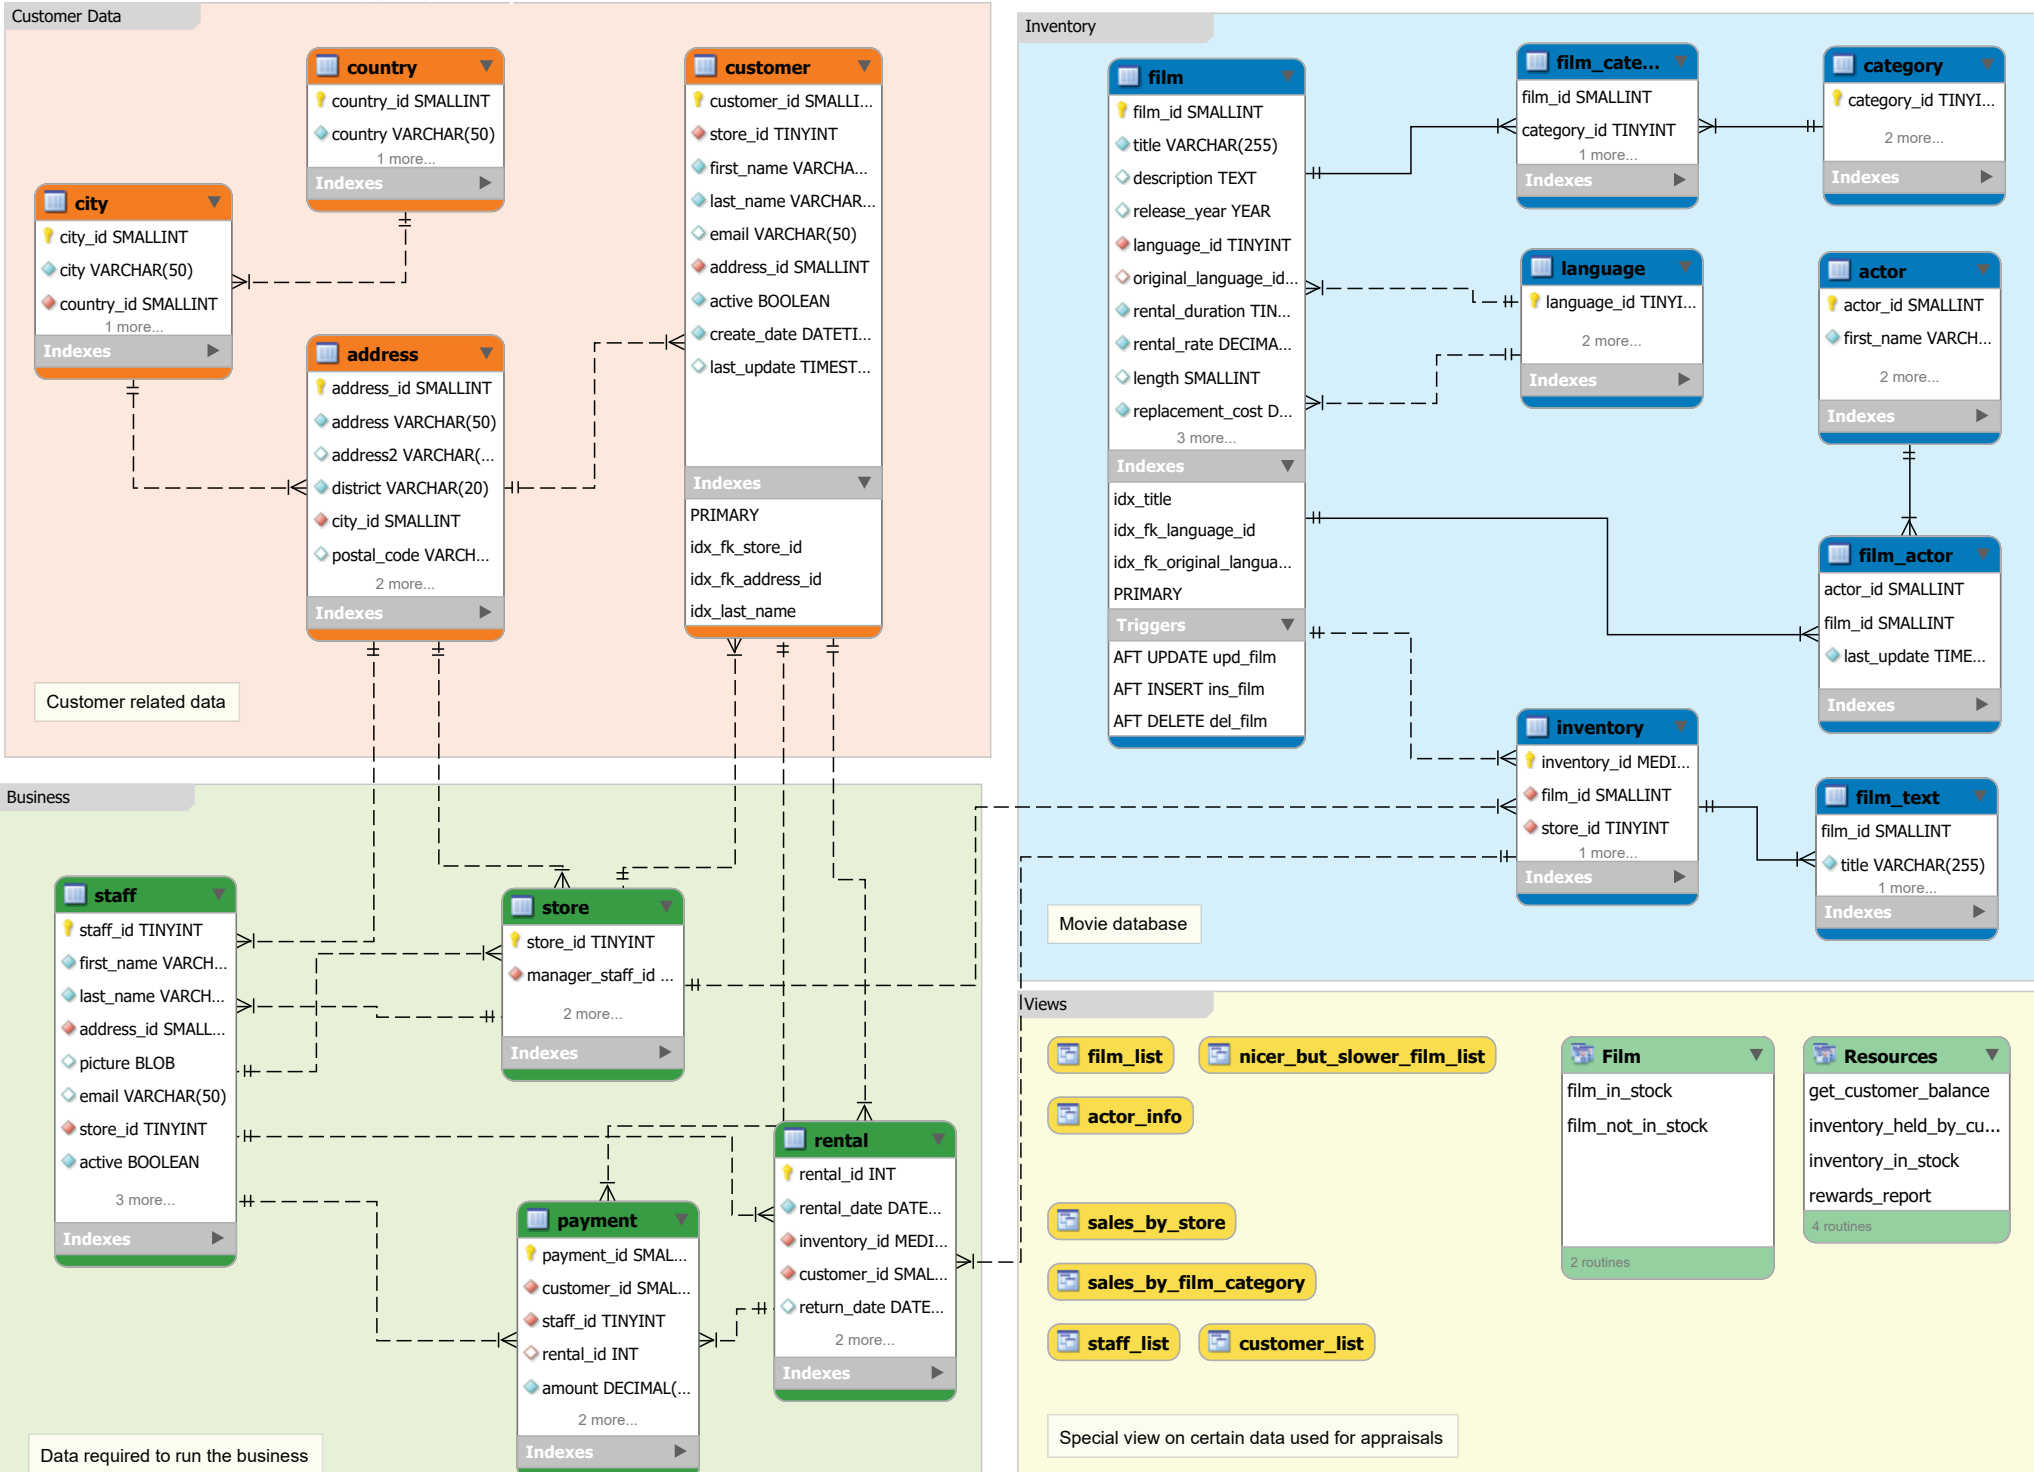 Customer Data
country
country_id SMALLINT
country VARCHAR(50)
1 more...
Indexes
customer
customer_id SMALLI...
store_id TINYINT
first_name VARCHA...
last_name VARCHAR...
email VARCHAR(50)
address_id SMALLINT
active BOOLEAN
create_date DATETI...
last_update TIMEST...
Indexes
PRIMARY
idx_fk_store_id
idx_fk_address_id
idx_last_name
city
city_id SMALLINT
city VARCHAR(50)
country_id SMALLINT
1 more...
Indexes
address
address_id SMALLINT
address VARCHAR(50)
address2 VARCHAR(...
district VARCHAR(20)
city_id SMALLINT
postal_code VARCH...
2 more...
Indexes
Customer related data
Inventory
film
film_id SMALLINT
title VARCHAR(255)
description TEXT
release_year YEAR
language_id TINYINT
original_language_id...
rental_duration TIN...
rental_rate DECIMA...
length SMALLINT
replacement_cost D...
3 more...
Indexes
idx_title
idx_fk_language_id
idx_fk_original_langua...
PRIMARY
Triggers
AFT UPDATE upd_film
AFT INSERT ins_film
AFT DELETE del_film
film_cate...
film_id SMALLINT
category_id TINYINT
1 more...
Indexes
category
category_id TINYI...
2 more...
Indexes
language
language_id TINYI...
2 more...
Indexes
actor
actor_id SMALLINT
first_name VARCH...
2 more...
Indexes
film_actor
actor_id SMALLINT
film_id SMALLINT
last_update TIME...
Indexes
inventory
inventory_id MEDI...
film_id SMALLINT
store_id TINYINT
1 more...
Indexes
film_text
film_id SMALLINT
title VARCHAR(255)
1 more...
Indexes
Movie database
Business
staff
staff_id TINYINT
first_name VARCH...
last_name VARCH...
address_id SMALL...
picture BLOB
email VARCHAR(50)
store_id TINYINT
active BOOLEAN
3 more...
Indexes
store
store_id TINYINT
manager_staff_id ...
2 more...
Indexes
payment
payment_id SMAL...
customer_id SMAL...
staff_id TINYINT
rental_id INT
amount DECIMAL(...
2 more...
Indexes
rental
rental_id INT
rental_date DATE...
inventory_id MEDI...
customer_id SMAL...
return_date DATE...
2 more...
Indexes
Data required to run the business
Views
film_list
nicer_but_slower_film_list
actor_info
sales_by_store
sales_by_film_category
staff_list
customer_list
Film
film_in_stock
film_not_in_stock
2 routines
Resources
get_customer_balance
inventory_held_by_cu...
inventory_in_stock
rewards_report
4 routines
Special view on certain data used for appraisals